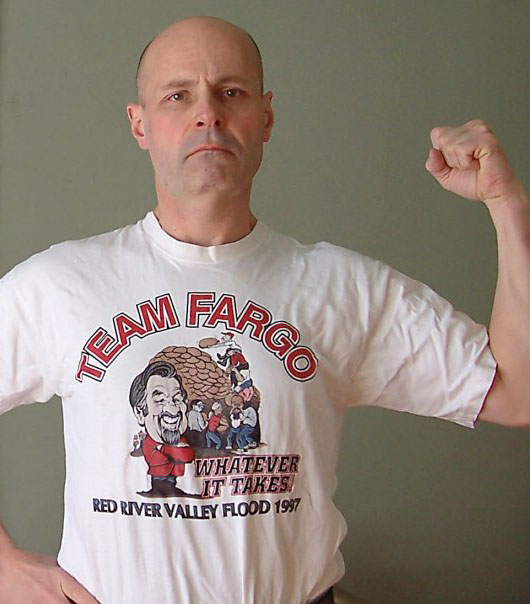 TEAM FARGO
WHATEVER
IT TAKES!
RED RIVER VALLEY FLOOD 1997